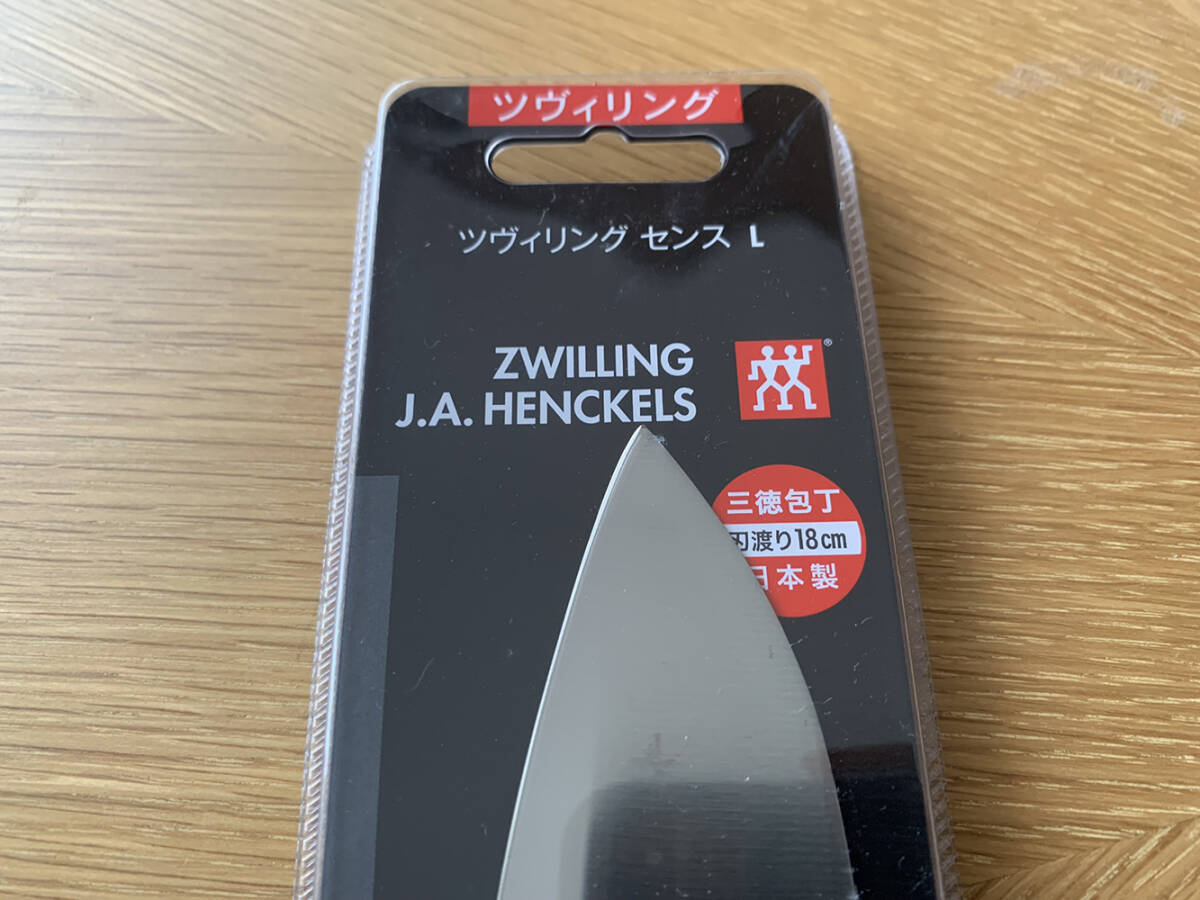 ツヴィリング
ツヴィリング センス L
ZWILLING
J.A. HENCKELS
®
三徳包丁
刃渡り18cm
日本製